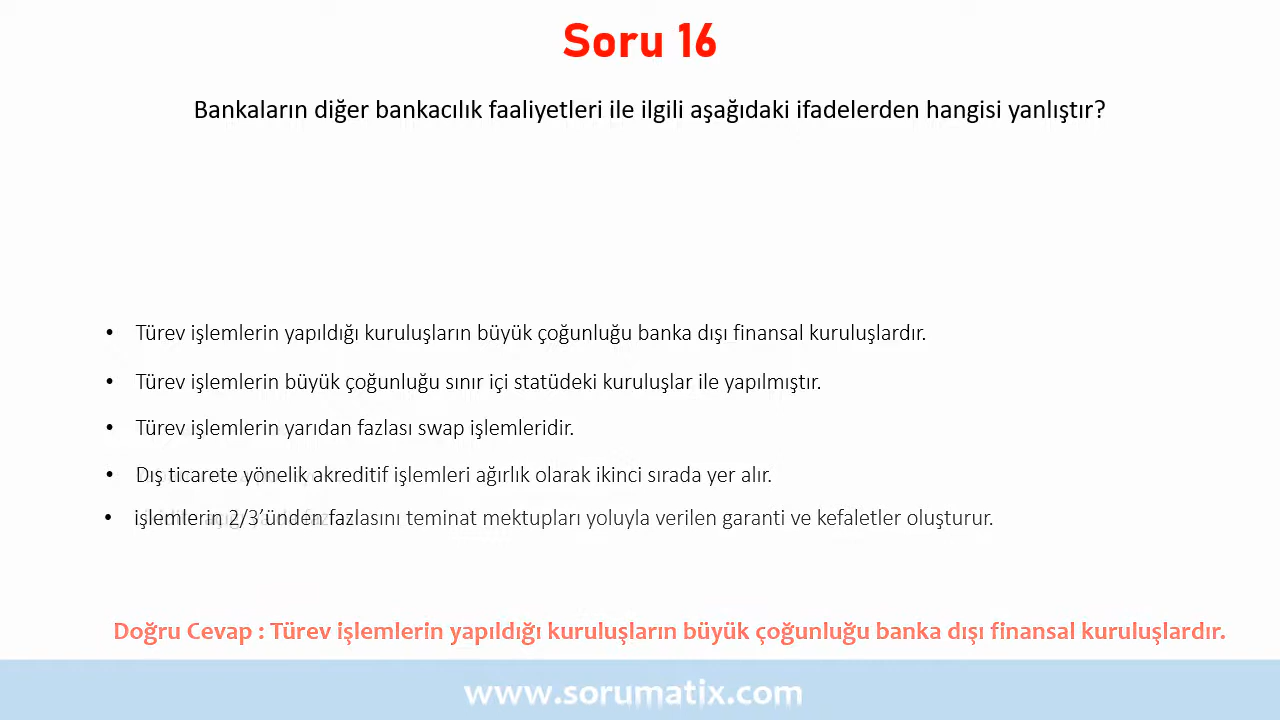 Soru 16
Bankaların diğer bankacılık faaliyetleri ile ilgili aşağıdaki ifadelerden hangisi yanlıştır?
• Türev işlemlerin yapıldığı kuruluşların büyük çoğunluğu banka dışı finansal kuruluşlardır.
• Türev işlemlerin büyük çoğunluğu sınır içi statüdeki kuruluşlar ile yapılmıştır.
• Türev işlemlerin yarıdan fazlası swap işlemleridir.
• Dış ticarete yönelik akreditif işlemleri ağırlık olarak ikinci sırada yer alır.
• işlemlerin 2/3’ünden fazlasını teminat mektupları yoluyla verilen garanti ve kefaletler oluşturur.
Doğru Cevap : Türev işlemlerin yapıldığı kuruluşların büyük çoğunluğu banka dışı finansal kuruluşlardır.
www.sorumatix.com